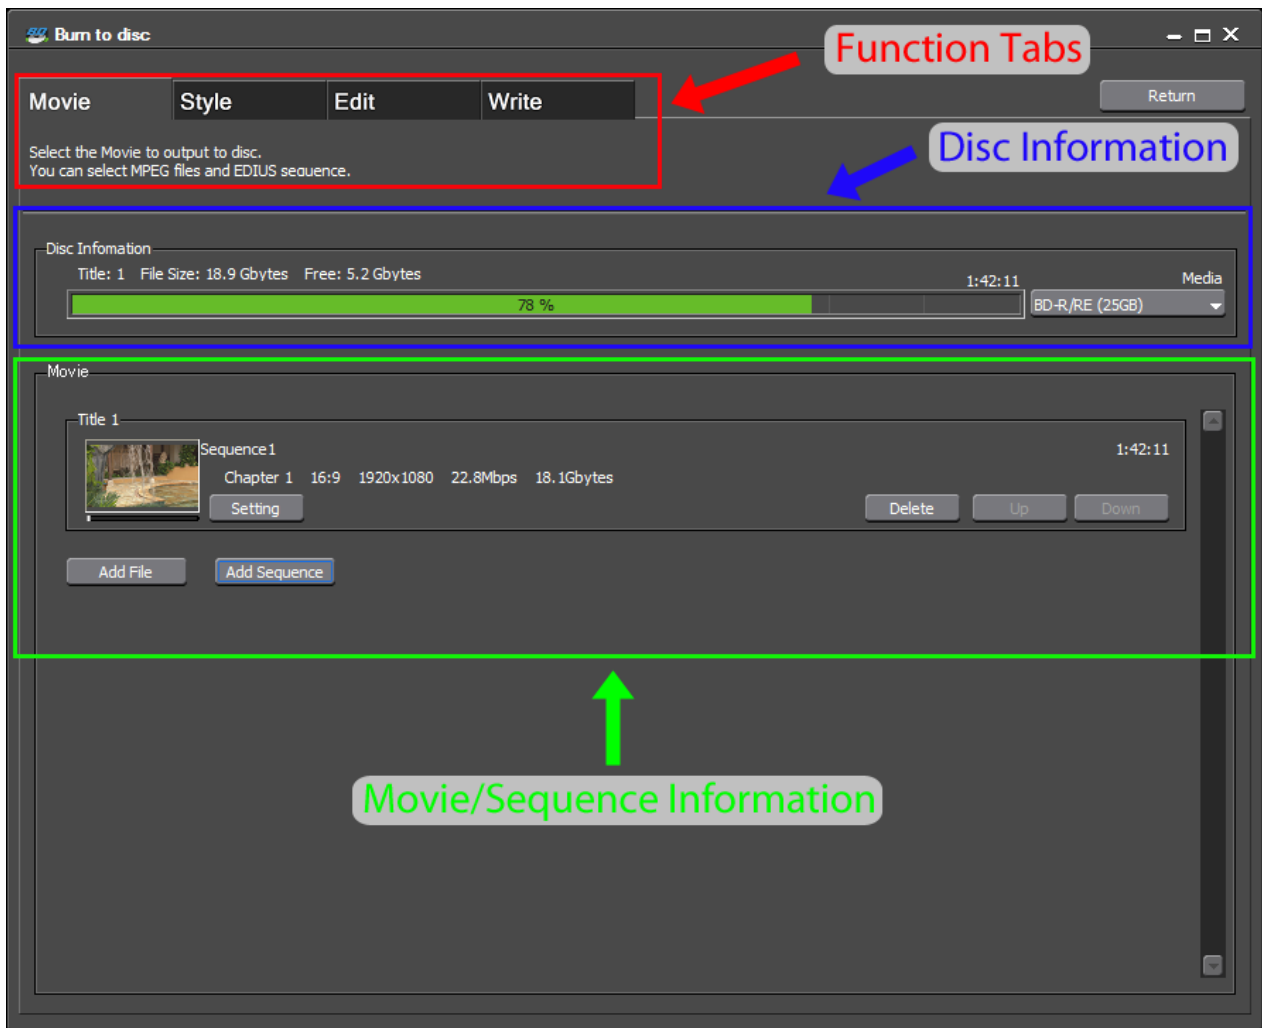 Burn to disc
Function Tabs
Movie Style Edit Write
Return
Select the Movie to output to disc.
You can select MPEG files and EDIUS sequence.
Disc Information
Disc Infomation
Title: 1 File Size: 18.9 Gbytes Free: 5.2 Gbytes
1:42:11
Media
78 %
BD-R/RE (25GB)
Movie
Title 1
Sequence1
1:42:11
Chapter 1 16:9 1920x1080 22.8Mbps 18.1Gbytes
Setting
Delete Up Down
Add File Add Sequence
Movie/Sequence Information